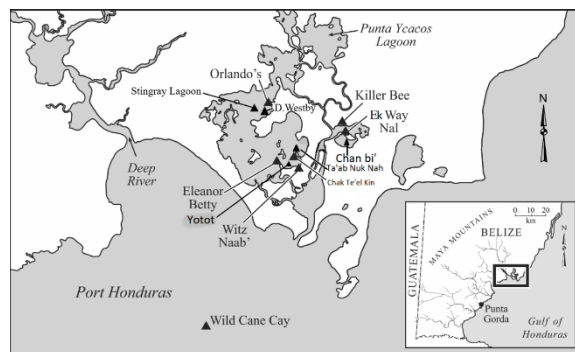 Punta Ycacos
Lagoon
Orlando's
Stingray Lagoon
D.Westby
Killer Bee
Ek Way
Nal
N
Chan bi'
Ta'ab Nuk Nah
Chak Te'el Kin
Deep
River
Eleanor
Betty
Yotot
Witz
Naab'
Port Honduras
Wild Cane Cay
0 10 20
km
N
GUATEMALA
MAYA MOUNTAINS
BELIZE
Punta
Gorda
Gulf of
Honduras